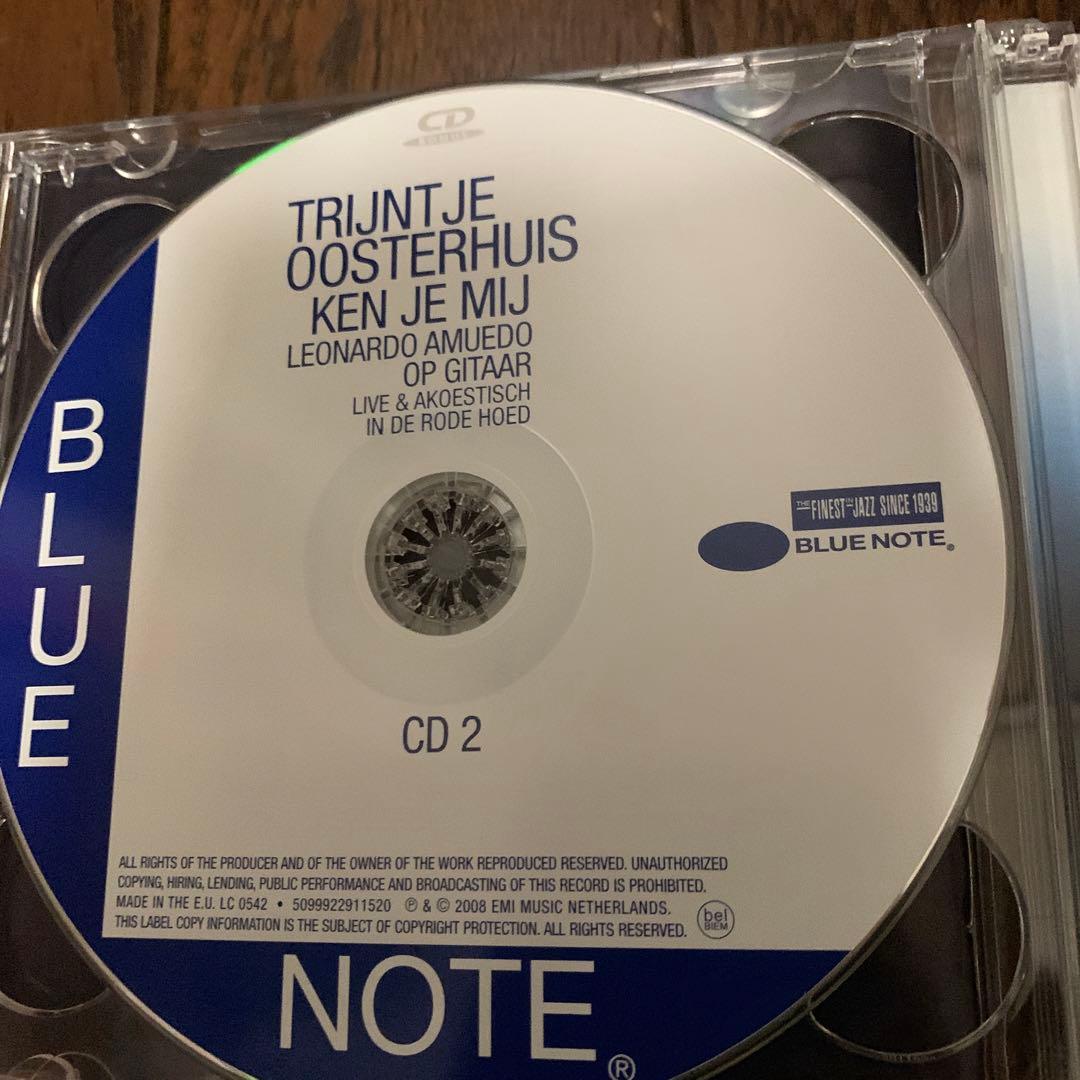 CD
BONUS
TRIJNTJE
OOSTERHUIS
KEN JE MIJ
LEONARDO AMUEDO
OP GITAAR
LIVE & AKOESTISCH
IN DE RODE HOED
BLUE
THE FINEST IN JAZZ SINCE 1939
BLUE NOTE®
CD 2
ALL RIGHTS OF THE PRODUCER AND OF THE OWNER OF THE WORK REPRODUCED RESERVED. UNAUTHORIZED
COPYING, HIRING, LENDING, PUBLIC PERFORMANCE AND BROADCASTING OF THIS RECORD IS PROHIBITED.
MADE IN THE E.U. LC 0542 • 5099922911520 ℗ & © 2008 EMI MUSIC NETHERLANDS.
THIS LABEL COPY INFORMATION IS THE SUBJECT OF COPYRIGHT PROTECTION. ALL RIGHTS RESERVED.
bel
BIEM
NOTE®